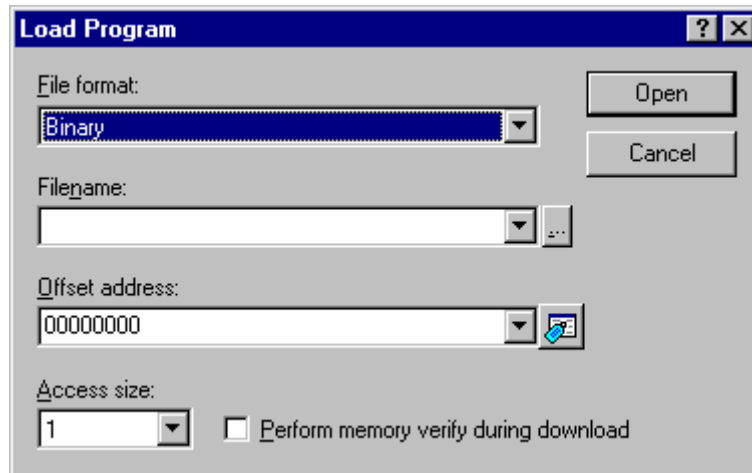 Load Program
File format:
Open
Binary
Cancel
Filename:
...
Offset address:
00000000
Access size:
1
Perform memory verify during download